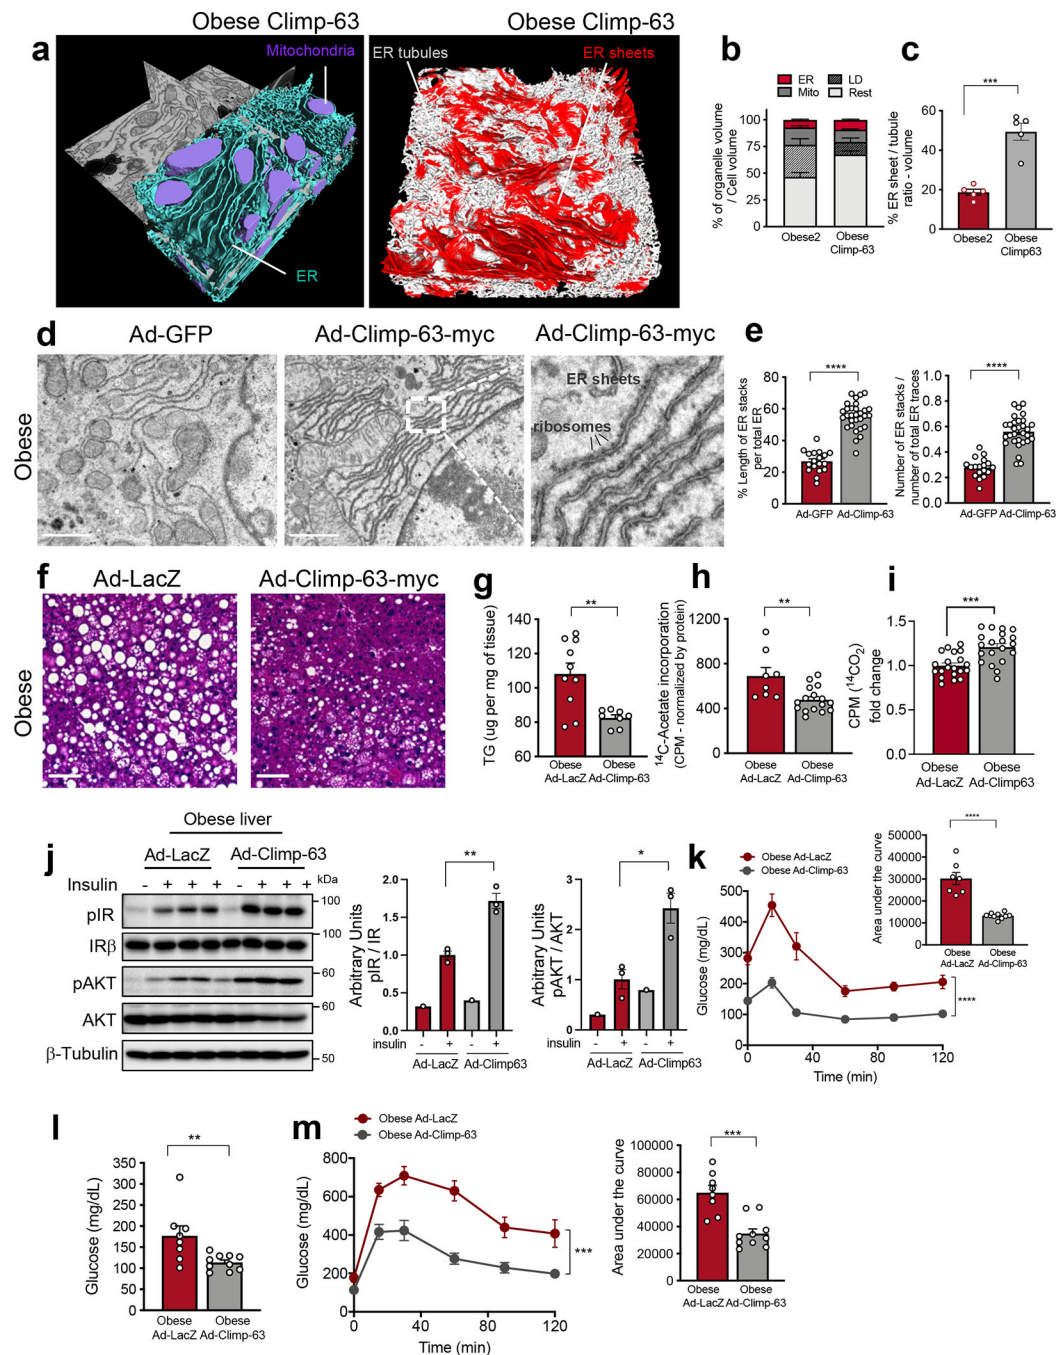 Obese Climp-63
Obese Climp-63
a
Mitochondria
ER
ER tubules
ER sheets
b
ER
LD
Mito
Rest
% of organelle volume
/ Cell volume
100
80
60
40
20
0
Obese2
Obese
Climp-63
c
***
% ER sheet / tubule
ratio - volume
60
40
20
0
Obese2
Obese
Climp63
d
Ad-GFP
Ad-Climp-63-myc
Ad-Climp-63-myc
Obese
ER sheets
ribosomes
e
****
% Length of ER stacks
per total ER
80
60
40
20
0
Ad-GFP Ad-Climp-63
****
Number of ER stacks /
number of total ER traces
1.0
0.8
0.6
0.4
0.2
0.0
Ad-GFP Ad-Climp-63
f
Ad-LacZ
Ad-Climp-63-myc
Obese
g
**
TG (ug per mg of tissue)
120
100
80
60
Obese
Ad-LacZ
Obese
Ad-Climp-63
h
**
¹⁴C-Acetate incorporation
(CPM - normalized by protein)
1200
800
400
0
Obese
Ad-LacZ
Obese
Ad-Climp-63
i
***
CPM (¹⁴CO₂)
fold change
1.5
1.0
0.5
0.0
Obese
Ad-LacZ
Obese
Ad-Climp63
j
Obese liver
Ad-LacZ
Ad-Climp-63
Insulin
- + + + - + + +
kDa
pIR
100
IRβ
100
pAKT
60
AKT
60
β-Tubulin
50
**
Arbitrary Units
pIR / IR
2.0
1.5
1.0
0.5
0.0
insulin
- + - +
Ad-LacZ Ad-Climp63
*
Arbitrary Units
pAKT / AKT
3
2
1
0
insulin
- + - +
Ad-LacZ Ad-Climp63
k
Obese Ad-LacZ
Obese Ad-Climp-63
Glucose (mg/dL)
500
400
300
200
100
0
****
0 40 80 120
Time (min)
****
Area under the curve
50000
40000
30000
20000
10000
0
Obese
Ad-LacZ
Obese
Ad-Climp-63
l
**
Glucose (mg/dL)
350
300
250
200
150
100
50
0
Obese
Ad-LacZ
Obese
Ad-Climp-63
m
Obese Ad-LacZ
Obese Ad-Climp-63
Glucose (mg/dL)
800
600
400
200
0
***
0 40 80 120
Time (min)
***
Area under the curve
100000
80000
60000
40000
20000
0
Obese
Ad-LacZ
Obese
Ad-Climp-63